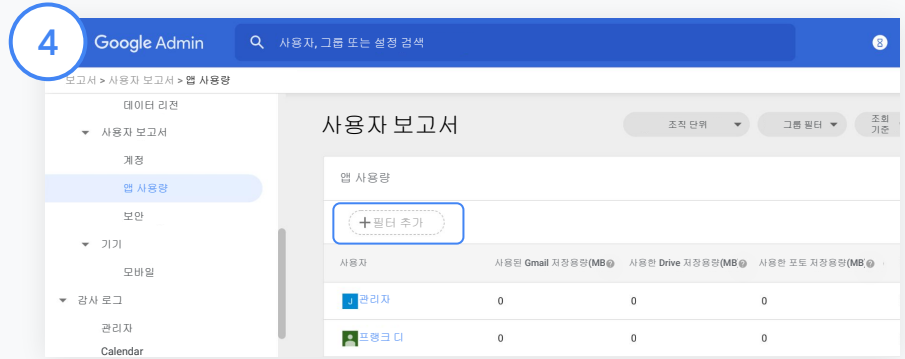 4
Google Admin
사용자, 그룹 또는 설정 검색
보고서 > 사용자 보고서 > 앱 사용량
데이터 리전
사용자 보고서
계정
앱 사용량
보안
기기
모바일
감사 로그
관리자
Calendar
사용자 보고서
조직 단위
그룹 필터
조회
기준
앱 사용량
+필터 추가
사용자 사용된 Gmail 저장용량(MB 사용한 Drive 저장용량(MB 사용한 포토 저장용량(MB)
J 관리자 0 0 0
프랭크 디 0 0 0